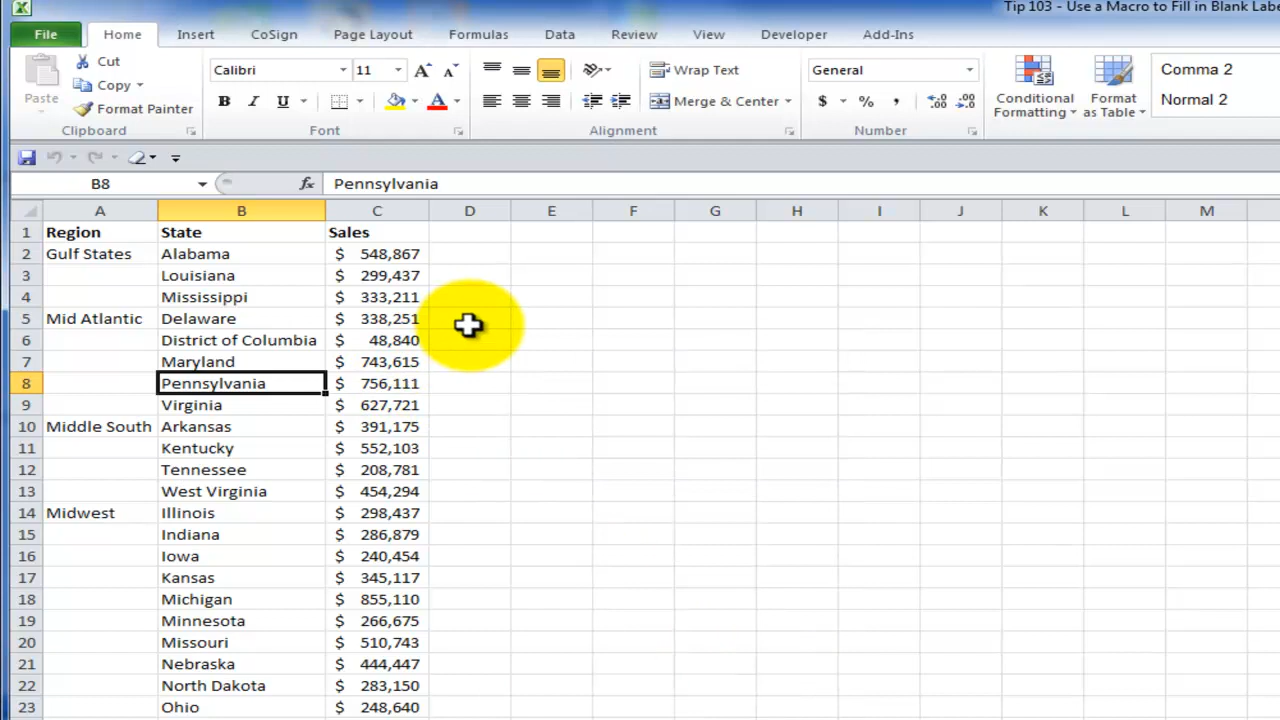 Tip 103 - Use a Macro to Fill in Blank Labe
File Home Insert CoSign Page Layout Formulas Data Review View Developer Add-Ins
Cut
Copy
Format Painter
Paste
Clipboard
Calibri 11
B I U A
Font
Wrap Text
Merge & Center
Alignment
General
$ % ,
Number
Conditional Formatting
Format as Table
Comma 2
Normal 2
B8 fx Pennsylvania
A B C D E F G H I J K L M
1 Region State Sales
2 Gulf States Alabama $ 548,867
3 Louisiana $ 299,437
4 Mississippi $ 333,211
5 Mid Atlantic Delaware $ 338,251
6 District of Columbia $ 48,840
7 Maryland $ 743,615
8 Pennsylvania $ 756,111
9 Virginia $ 627,721
10 Middle South Arkansas $ 391,175
11 Kentucky $ 552,103
12 Tennessee $ 208,781
13 West Virginia $ 454,294
14 Midwest Illinois $ 298,437
15 Indiana $ 286,879
16 Iowa $ 240,454
17 Kansas $ 345,117
18 Michigan $ 855,110
19 Minnesota $ 266,675
20 Missouri $ 510,743
21 Nebraska $ 444,447
22 North Dakota $ 283,150
23 Ohio $ 248,640